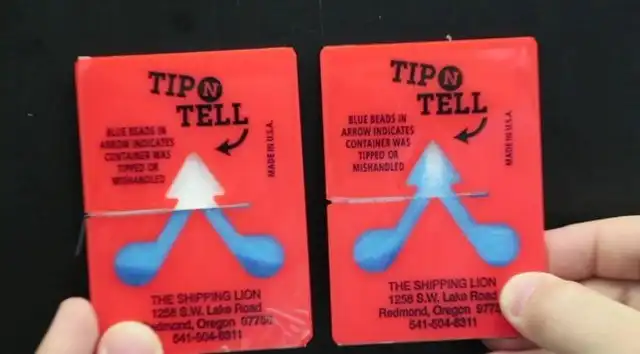 TIP N
TELL
BLUE BEADS IN
ARROW INDICATES
CONTAINER WAS
TIPPED OR
MISHANDLED
MADE IN U.S.A.
THE SHIPPING LION
1258 S.W. Lake Road
Redmond, Oregon 97756
541-504-8311
TIP N
TELL
BLUE BEADS IN
ARROW INDICATES
CONTAINER WAS
TIPPED OR
MISHANDLED
MADE IN U.S.A.
THE SHIPPING LION
1258 S.W. Lake Road
Redmond, Oregon
541-504-8311